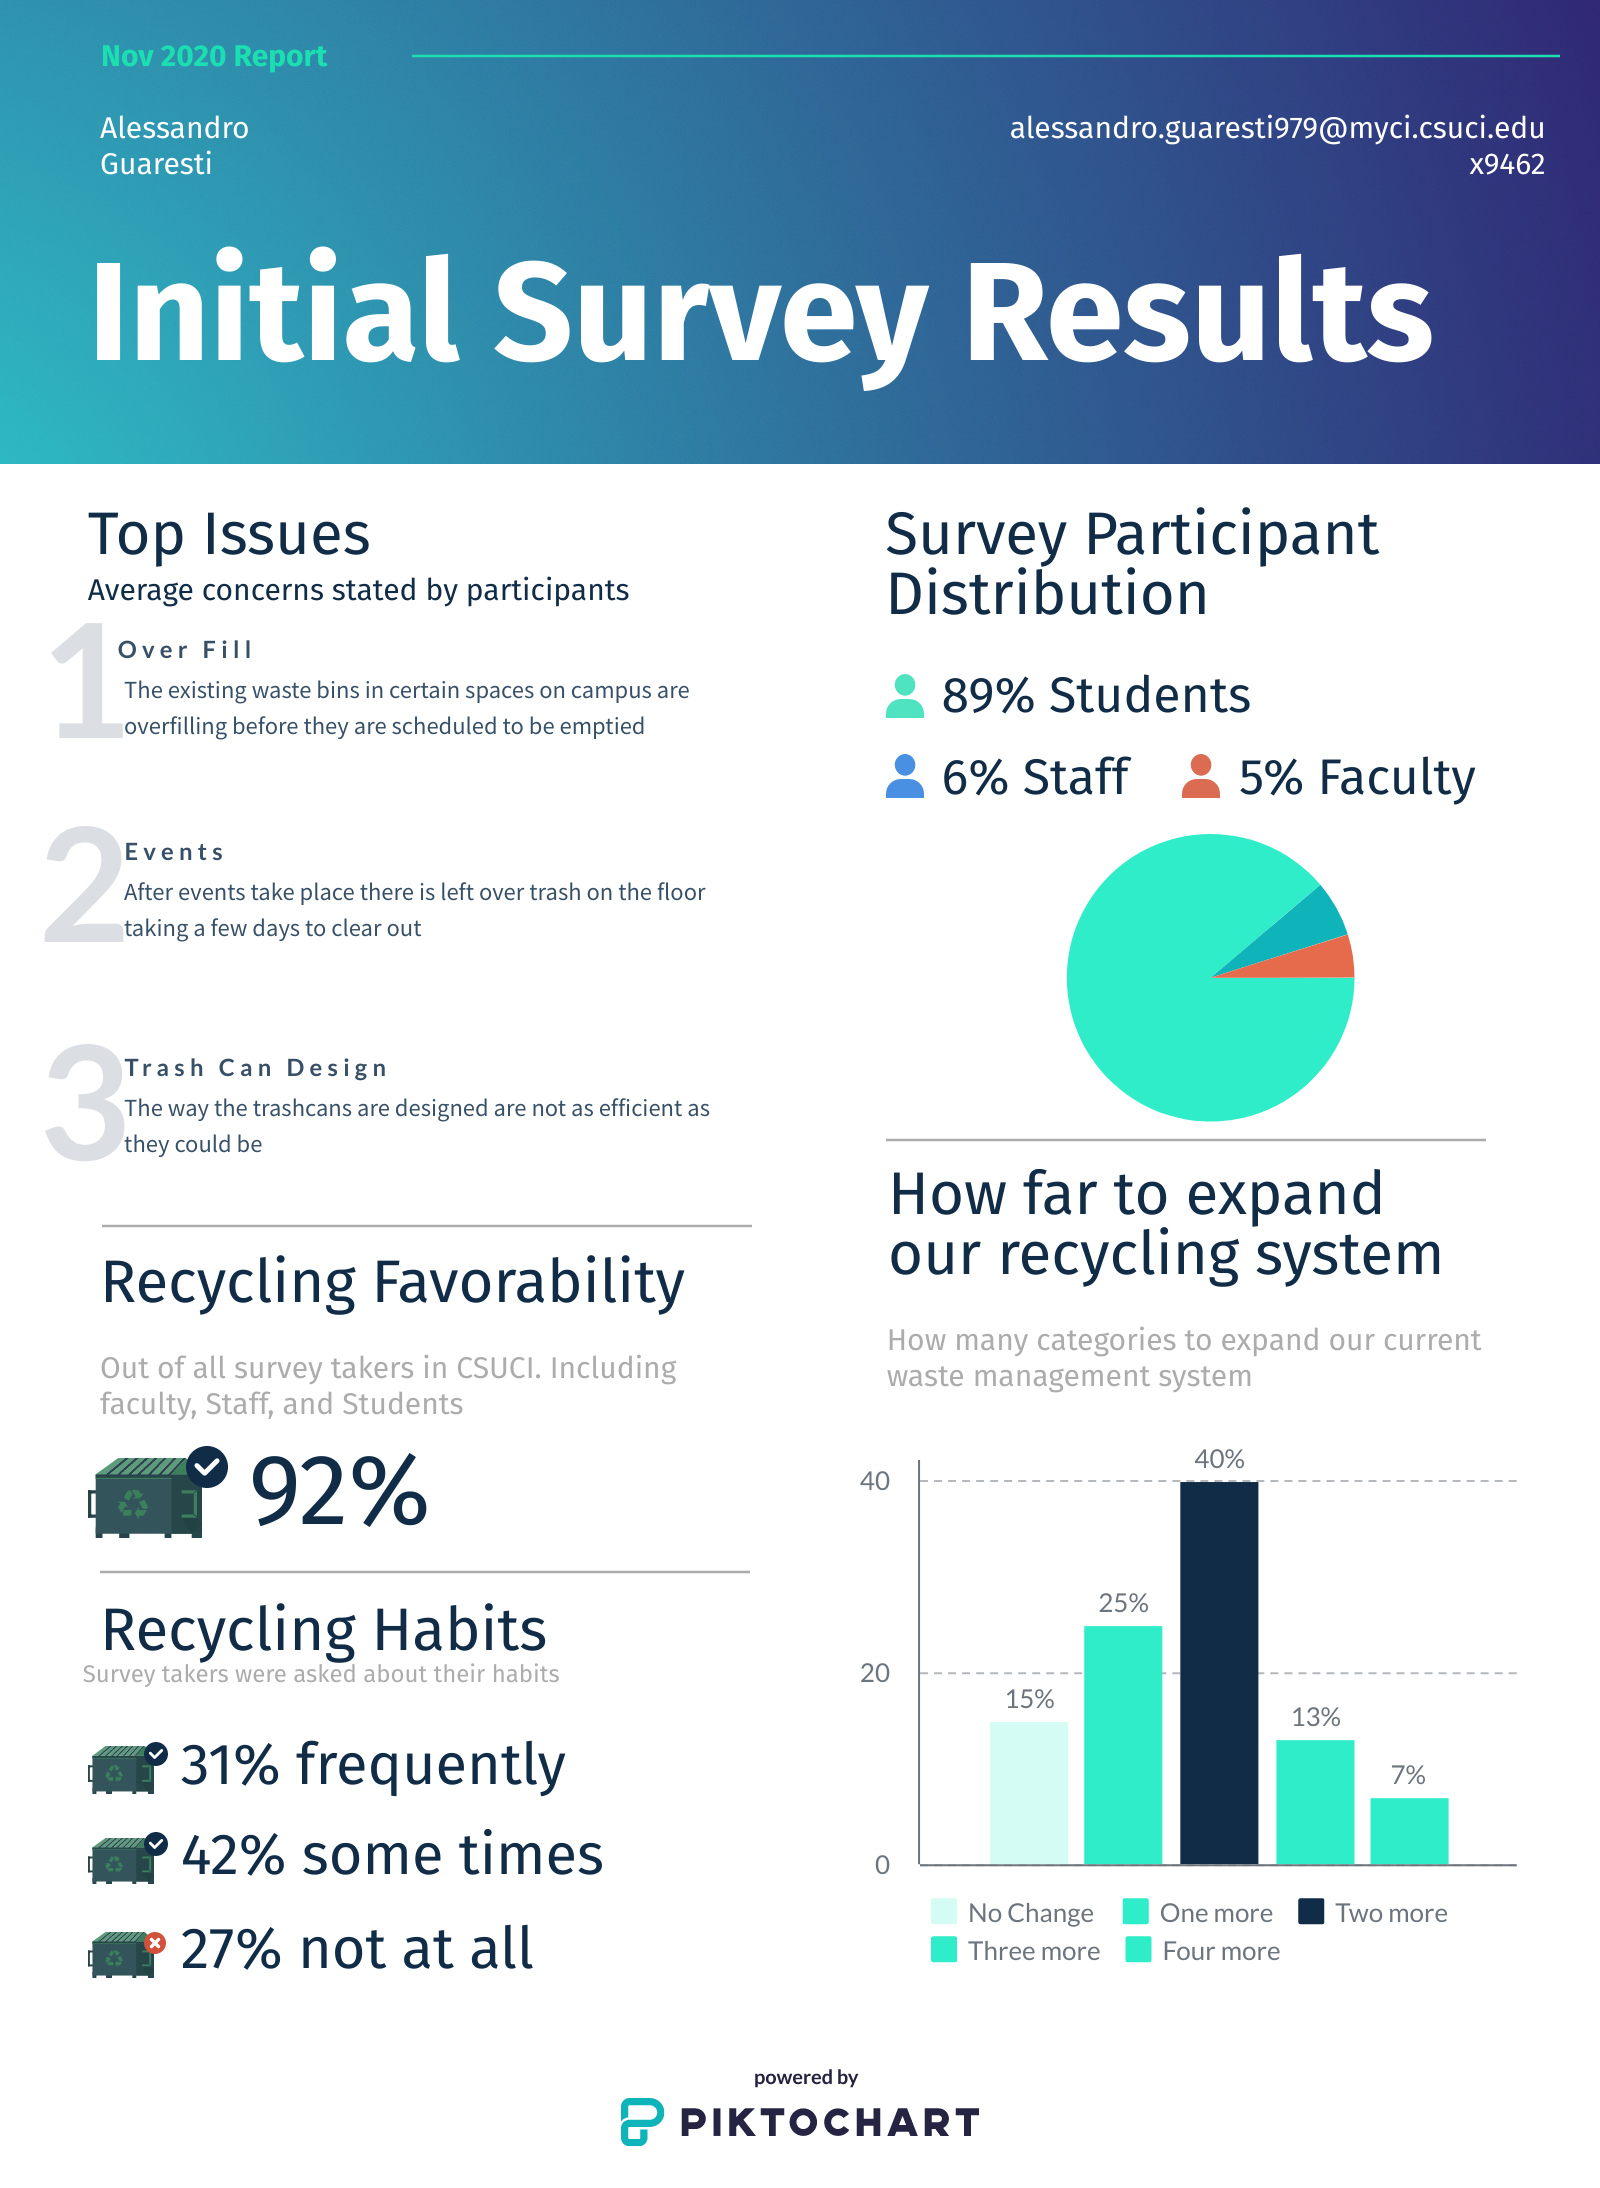 Nov 2020 Report
Alessandro
Guaresti
alessandro.guaresti979@myci.csuci.edu
x9462
Initial Survey Results
Top Issues
Average concerns stated by participants
1
Over Fill
The existing waste bins in certain spaces on campus are
overfilling before they are scheduled to be emptied
2
Events
After events take place there is left over trash on the floor
taking a few days to clear out
3
Trash Can Design
The way the trashcans are designed are not as efficient as
they could be
Recycling Favorability
Out of all survey takers in CSUCI. Including
faculty, Staff, and Students
92%
Recycling Habits
Survey takers were asked about their habits
31% frequently
42% some times
27% not at all
Survey Participant
Distribution
89% Students
6% Staff
5% Faculty
How far to expand
our recycling system
How many categories to expand our current
waste management system
40
20
0
15%
25%
40%
13%
7%
No Change
One more
Two more
Three more
Four more
powered by
PIKTOCHART